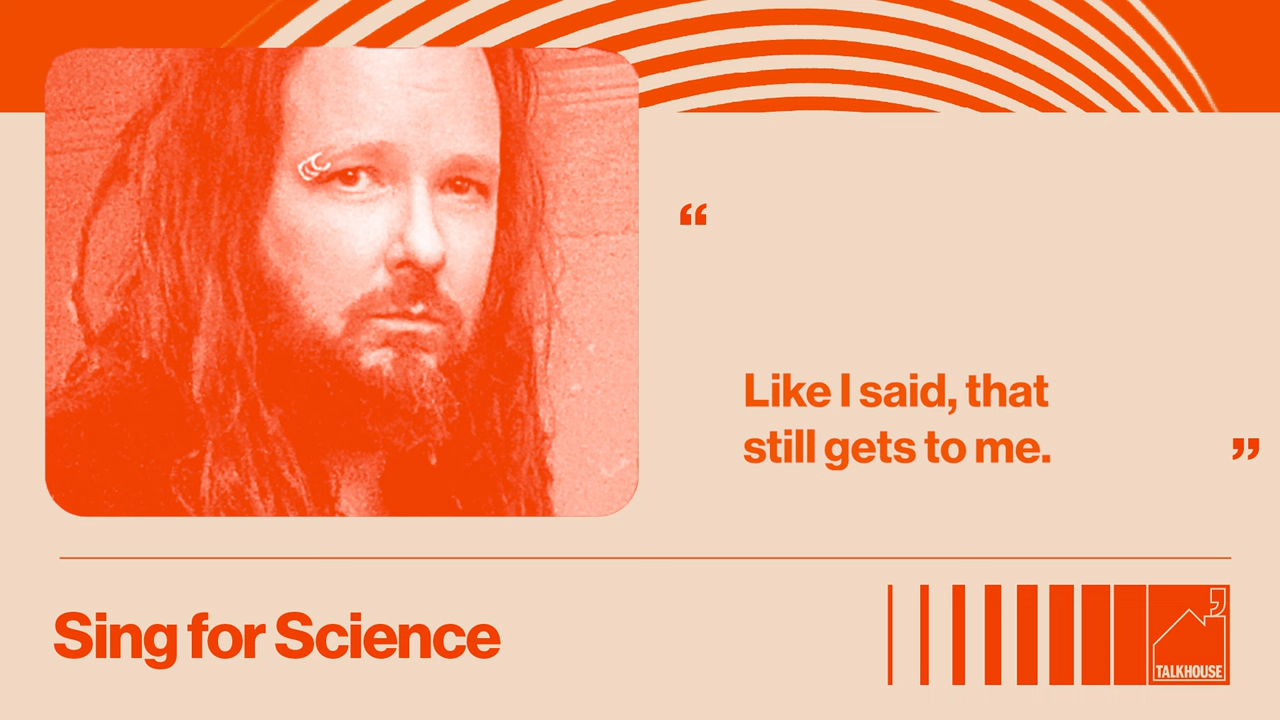 “
Like I said, that
still gets to me.
”
Sing for Science
TALKHOUSE